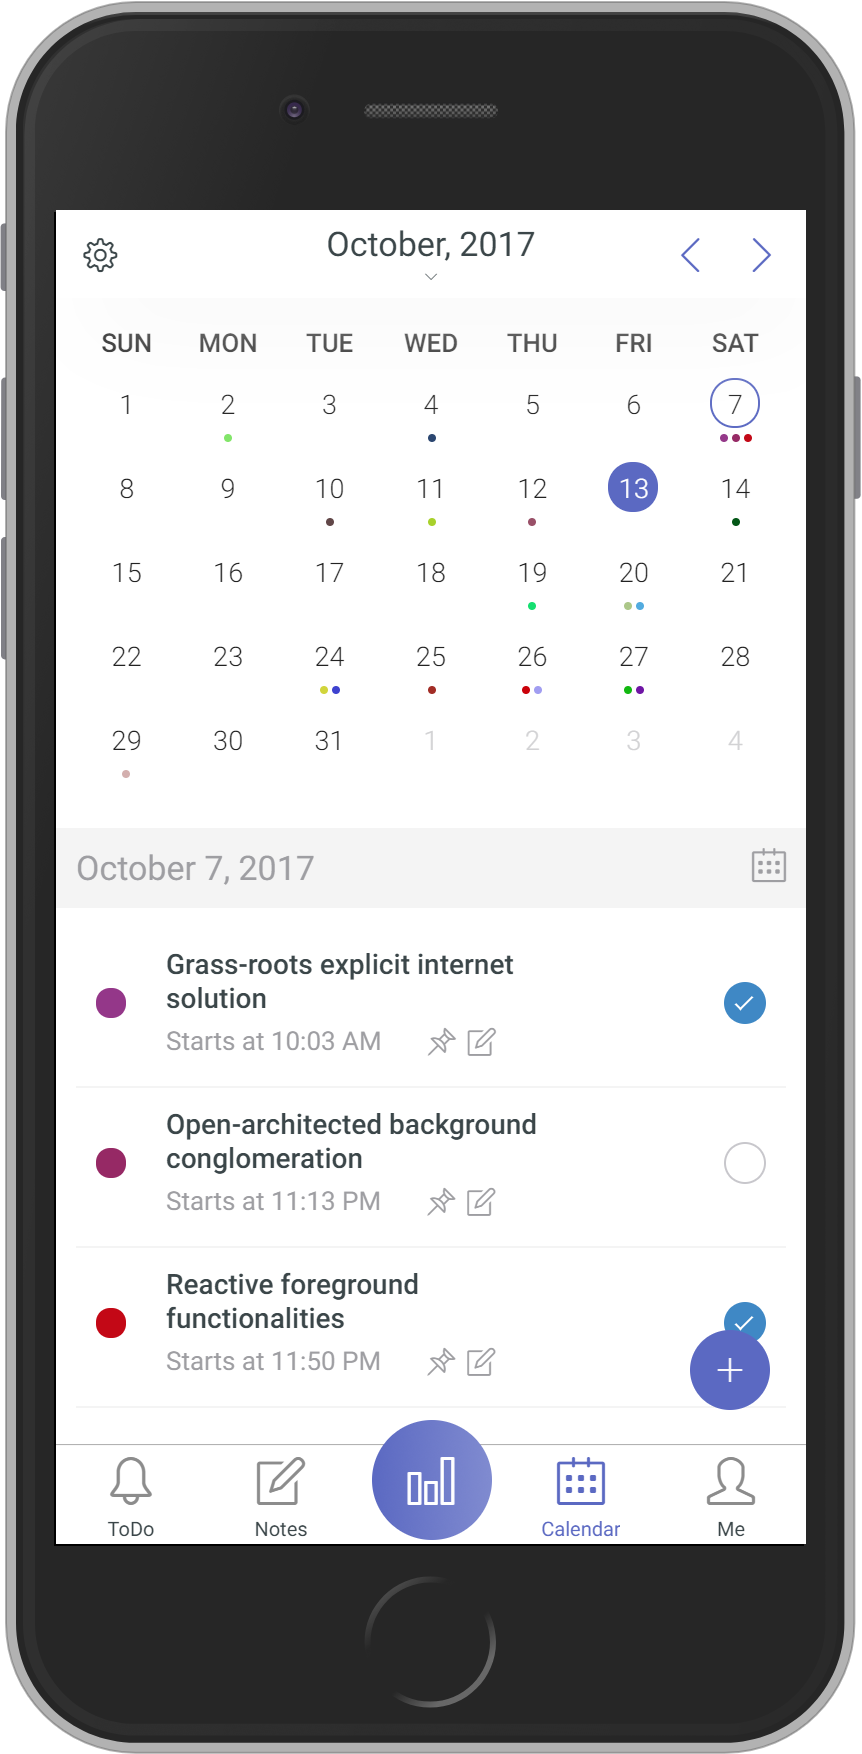 October, 2017
SUN MON TUE WED THU FRI SAT
1 2 3 4 5 6 7
8 9 10 11 12 13 14
15 16 17 18 19 20 21
22 23 24 25 26 27 28
29 30 31 1 2 3 4
October 7, 2017
Grass-roots explicit internet
solution
Starts at 10:03 AM
Open-architected background
conglomeration
Starts at 11:13 PM
Reactive foreground
functionalities
Starts at 11:50 PM
ToDo Notes Calendar Me